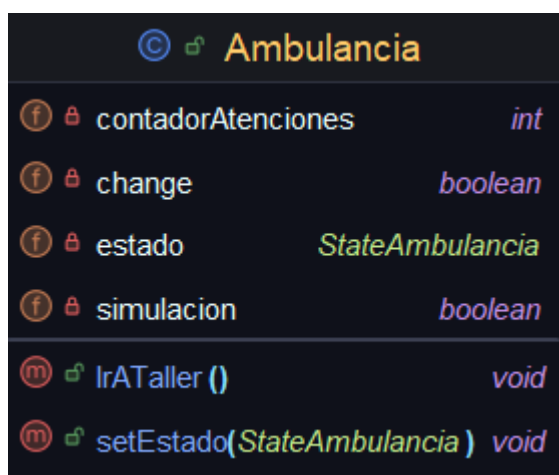 Ambulancia
contadorAtenciones int
change boolean
estado StateAmbulancia
simulacion boolean
IrATaller() void
setEstado(StateAmbulancia) void